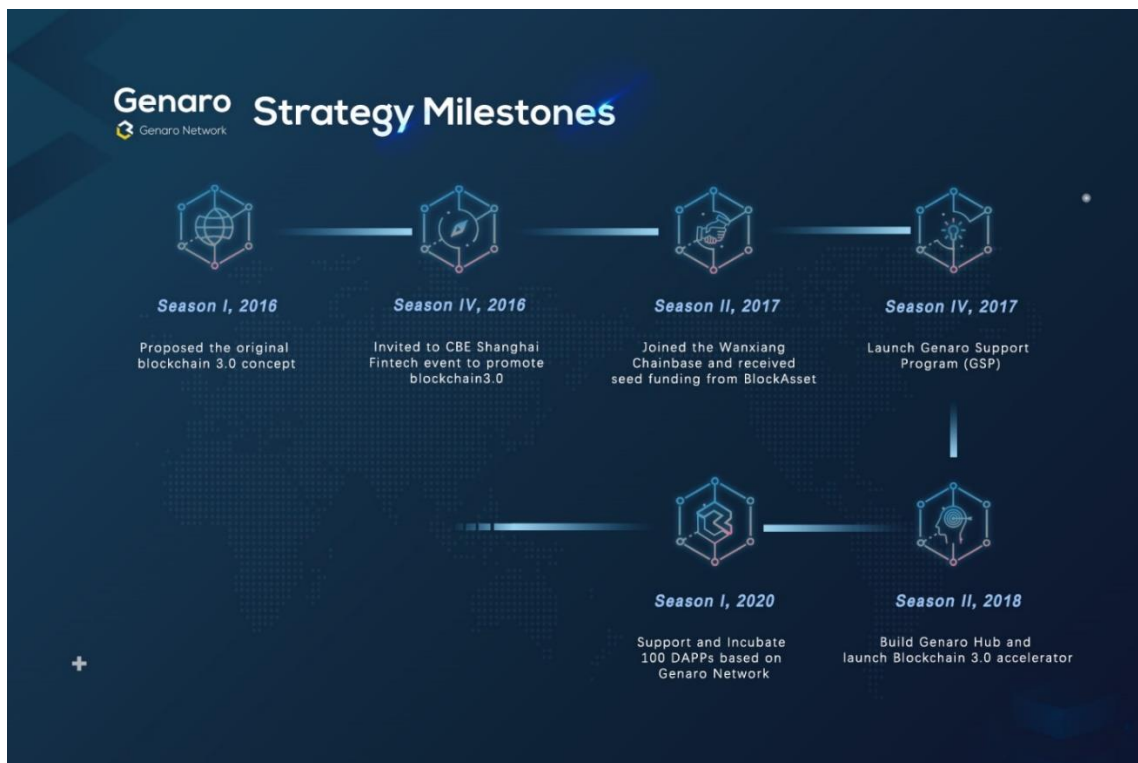 Genaro
Genaro Network
Strategy Milestones
Season I, 2016
Proposed the original
blockchain 3.0 concept
Season IV, 2016
Invited to CBE Shanghai
Fintech event to promote
blockchain3.0
Season II, 2017
Joined the Wanxiang
Chainbase and received
seed funding from BlockAsset
Season IV, 2017
Launch Genaro Support
Program (GSP)
Season II, 2018
Build Genaro Hub and
launch Blockchain 3.0 accelerator
Season I, 2020
Support and Incubate
100 DAPPs based on
Genaro Network